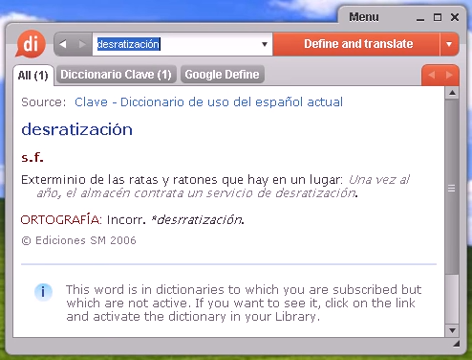 Menu
di
desratización
Define and translate
All (1)
Diccionario Clave (1)
Google Define
Source: Clave - Diccionario de uso del español actual
desratización
s.f.
Exterminio de las ratas y ratones que hay en un lugar: Una vez al
año, el almacén contrata un servicio de desratización.
ORTOGRAFÍA: Incorr. *desrratización.
© Ediciones SM 2006
i
This word is in dictionaries to which you are subscribed but
which are not active. If you want to see it, click on the link
and activate the dictionary in your Library.